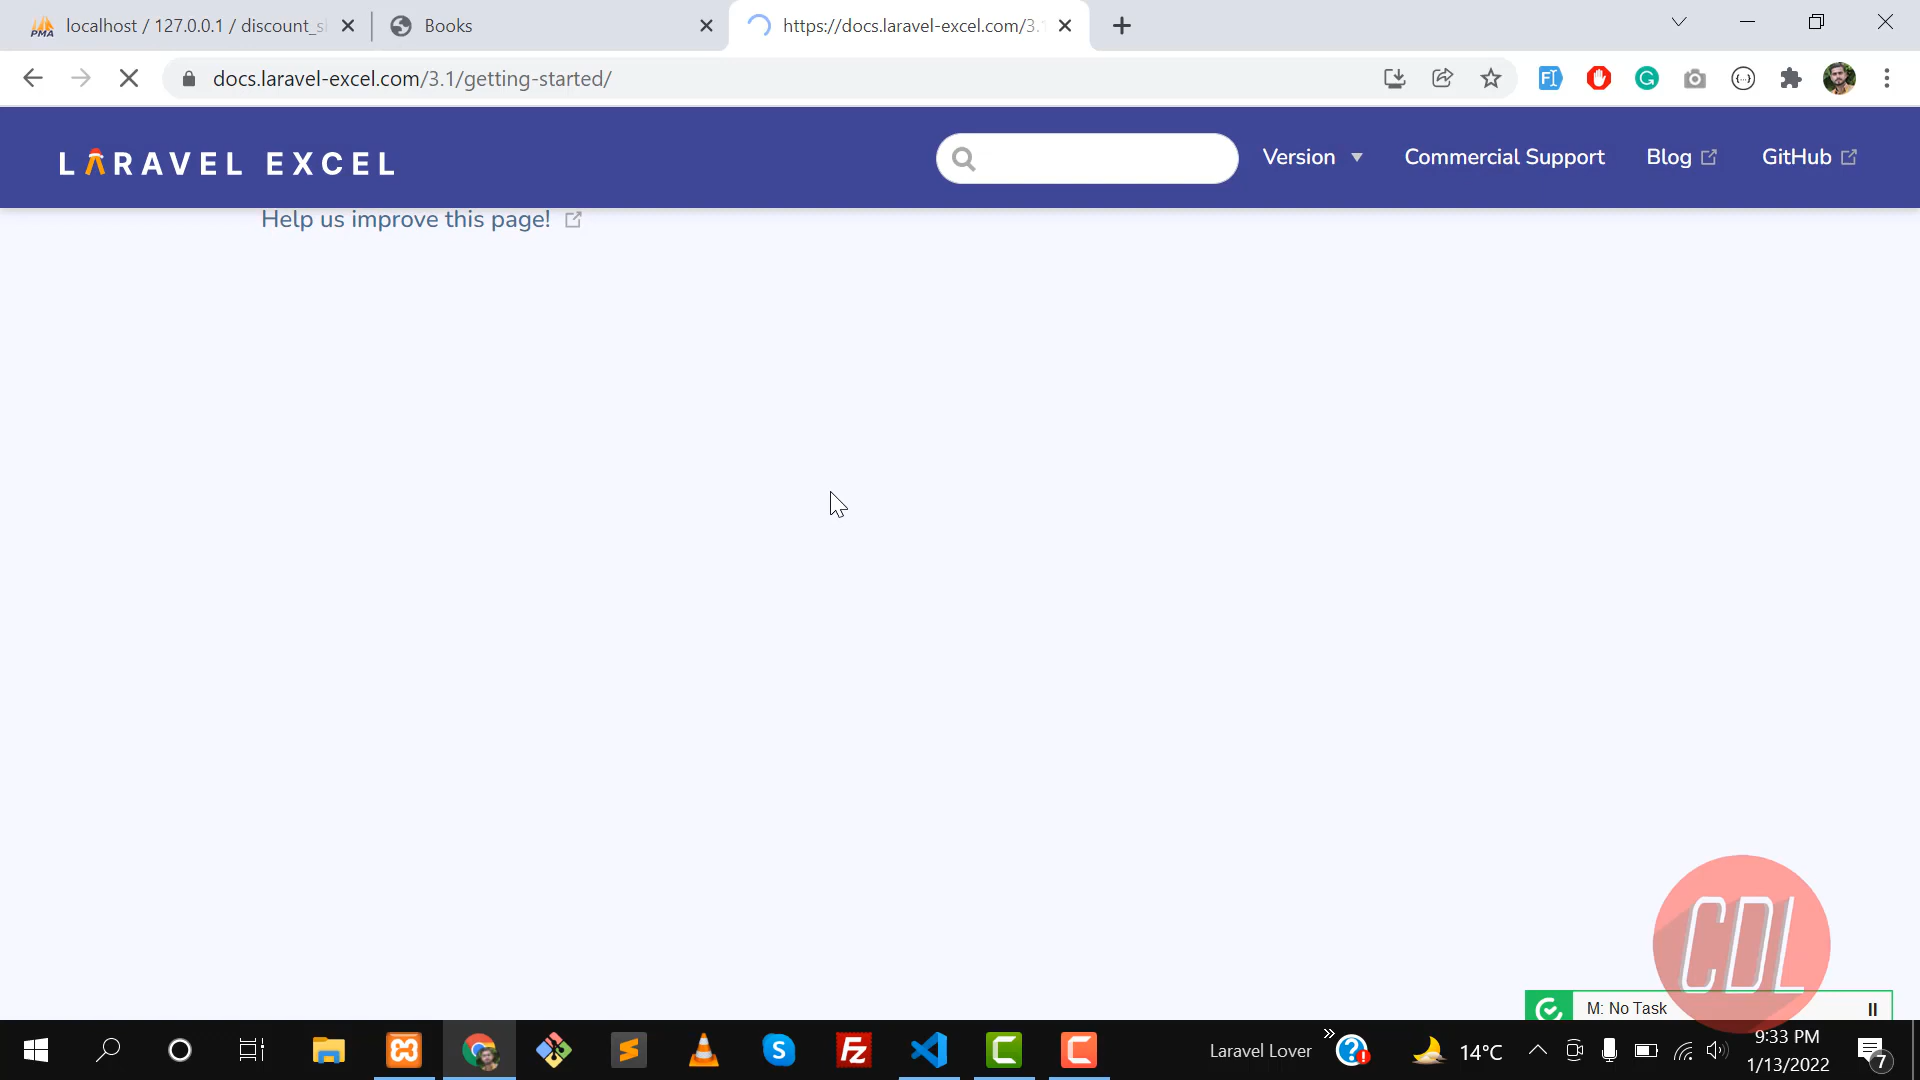 localhost / 127.0.0.1 / discount_s
Books
https://docs.laravel-excel.com/3.
docs.laravel-excel.com/3.1/getting-started/
LARAVEL EXCEL
Version
Commercial Support
Blog
GitHub
Help us improve this page!
CDL
M: No Task
Laravel Lover
14°C
9:33 PM
1/13/2022
7